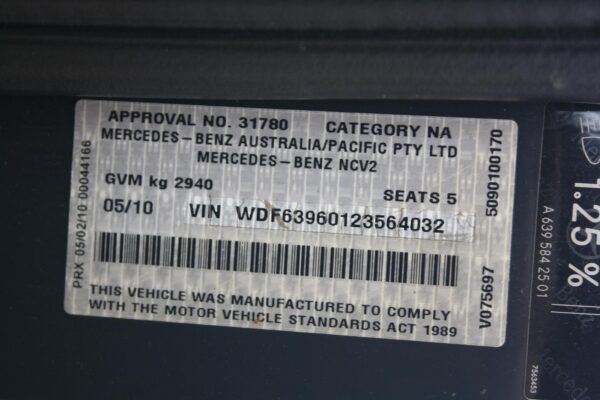 APPROVAL NO. 31780 CATEGORY NA
MERCEDES-BENZ AUSTRALIA/PACIFIC PTY LTD
MERCEDES-BENZ NCV2
GVM kg 2940 SEATS 5
05/10 VIN WDF63960123564032
THIS VEHICLE WAS MANUFACTURED TO COMPLY
WITH THE MOTOR VEHICLE STANDARDS ACT 1989
PRX 05/02/10 00044166
5090100170
V075697
1.25 %
A 639 584 25 01
7563453